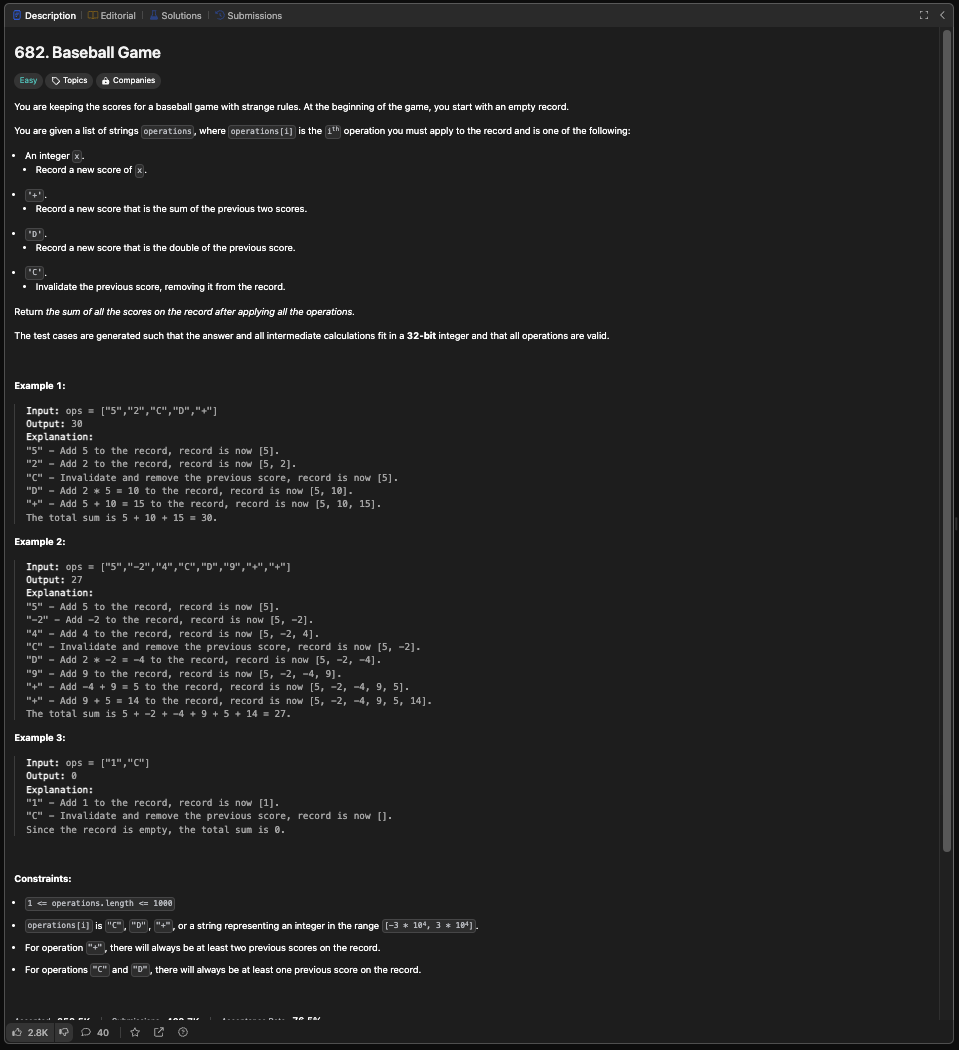 Description
Editorial
Solutions
Submissions
682. Baseball Game
Easy Topics Companies
You are keeping the scores for a baseball game with strange rules. At the beginning of the game, you start with an empty record.
You are given a list of strings operations, where operations[i] is the ith operation you must apply to the record and is one of the following:
• An integer x.
• Record a new score of x.
• '+'.
• Record a new score that is the sum of the previous two scores.
• 'D'.
• Record a new score that is the double of the previous score.
• 'C'.
• Invalidate the previous score, removing it from the record.
Return the sum of all the scores on the record after applying all the operations.
The test cases are generated such that the answer and all intermediate calculations fit in a 32-bit integer and that all operations are valid.
Example 1:
Input: ops = ["5","2","C","D","+"]
Output: 30
Explanation:
"5" - Add 5 to the record, record is now [5].
"2" - Add 2 to the record, record is now [5, 2].
"C" - Invalidate and remove the previous score, record is now [5].
"D" - Add 2 * 5 = 10 to the record, record is now [5, 10].
"+" - Add 5 + 10 = 15 to the record, record is now [5, 10, 15].
The total sum is 5 + 10 + 15 = 30.
Example 2:
Input: ops = ["5","-2","4","C","D","9","+","+"]
Output: 27
Explanation:
"5" - Add 5 to the record, record is now [5].
"-2" - Add -2 to the record, record is now [5, -2].
"4" - Add 4 to the record, record is now [5, -2, 4].
"C" - Invalidate and remove the previous score, record is now [5, -2].
"D" - Add 2 * -2 = -4 to the record, record is now [5, -2, -4].
"9" - Add 9 to the record, record is now [5, -2, -4, 9].
"+" - Add -4 + 9 = 5 to the record, record is now [5, -2, -4, 9, 5].
"+" - Add 9 + 5 = 14 to the record, record is now [5, -2, -4, 9, 5, 14].
The total sum is 5 + -2 + -4 + 9 + 5 + 14 = 27.
Example 3:
Input: ops = ["1","C"]
Output: 0
Explanation:
"1" - Add 1 to the record, record is now [1].
"C" - Invalidate and remove the previous score, record is now [].
Since the record is empty, the total sum is 0.
Constraints:
• 1 <= operations.length <= 1000
• operations[i] is "C", "D", "+", or a string representing an integer in the range [-3 * 10⁴, 3 * 10⁴].
• For operation "+", there will always be at least two previous scores on the record.
• For operations "C" and "D", there will always be at least one previous score on the record.
2.8K 40